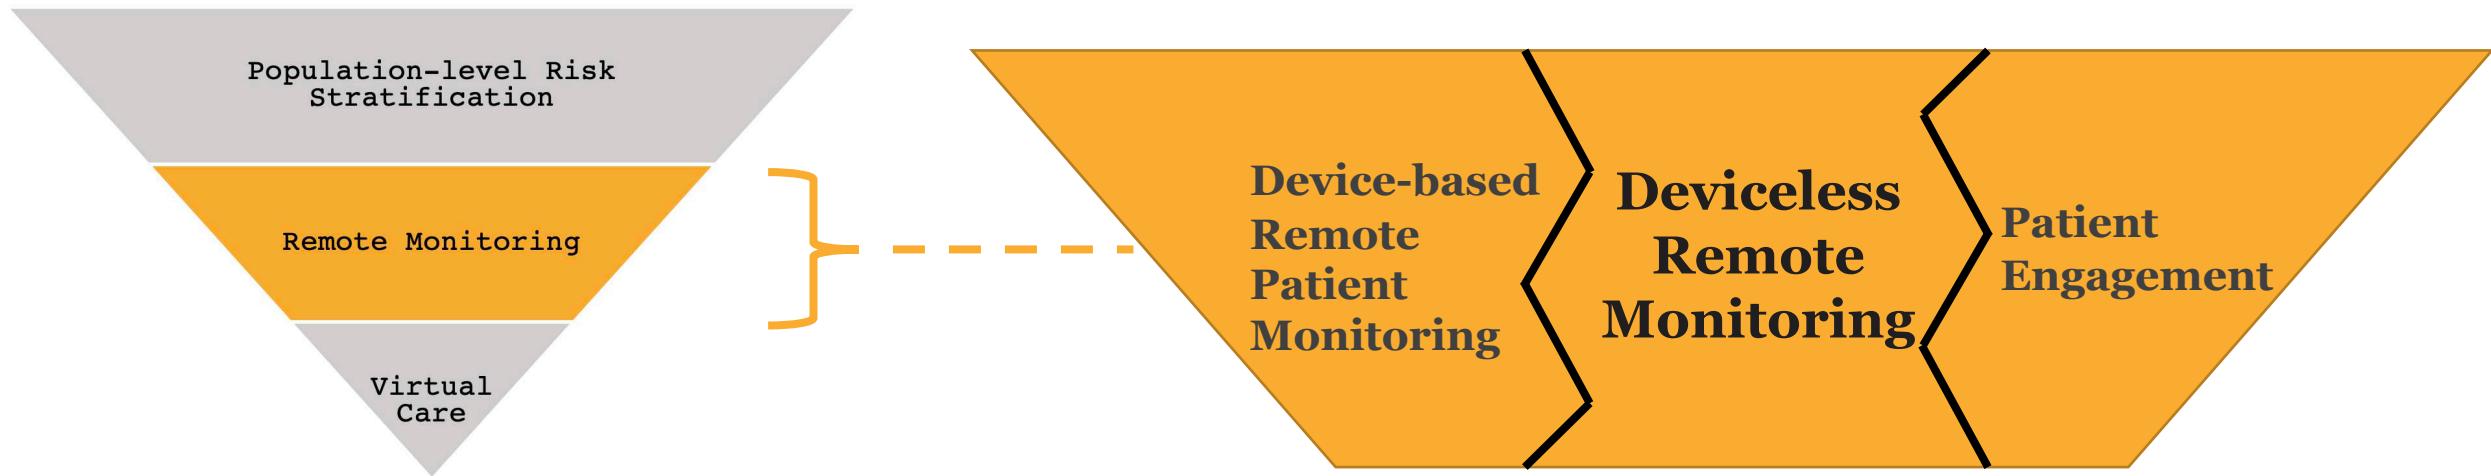 Population-level Risk
Stratification
Remote Monitoring
Virtual
Care
Device-based
Remote
Patient
Monitoring
Deviceless
Remote
Monitoring
Patient
Engagement